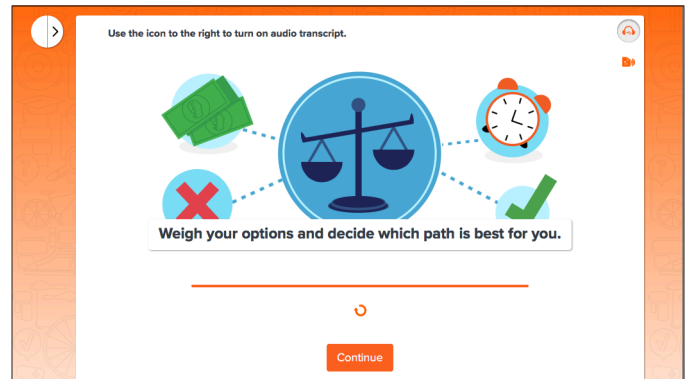 Use the icon to the right to turn on audio transcript.
Weigh your options and decide which path is best for you.
Continue